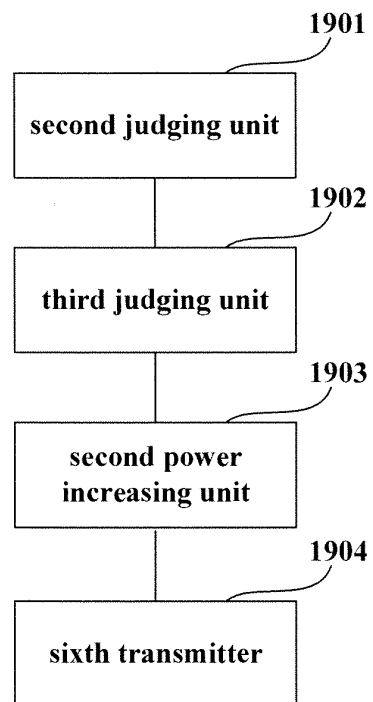 1901
second judging unit
1902
third judging unit
1903
second power
increasing unit
1904
sixth transmitter